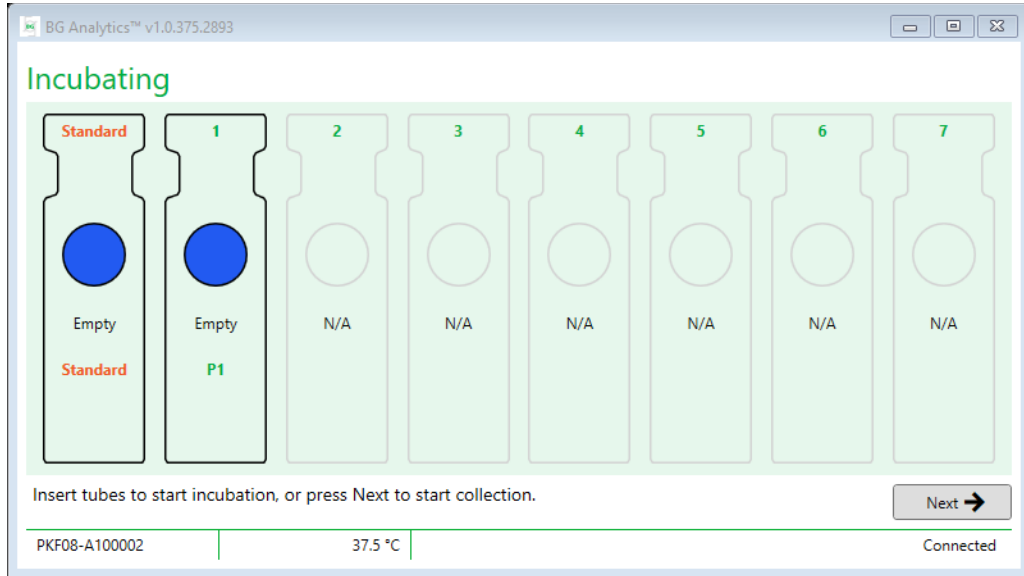 BG Analytics™ v1.0.375.2893
Incubating
Standard 1 2 3 4 5 6 7
Empty Empty N/A N/A N/A N/A N/A N/A
Standard P1
Insert tubes to start incubation, or press Next to start collection.
Next
PKF08-A100002 37.5 °C Connected